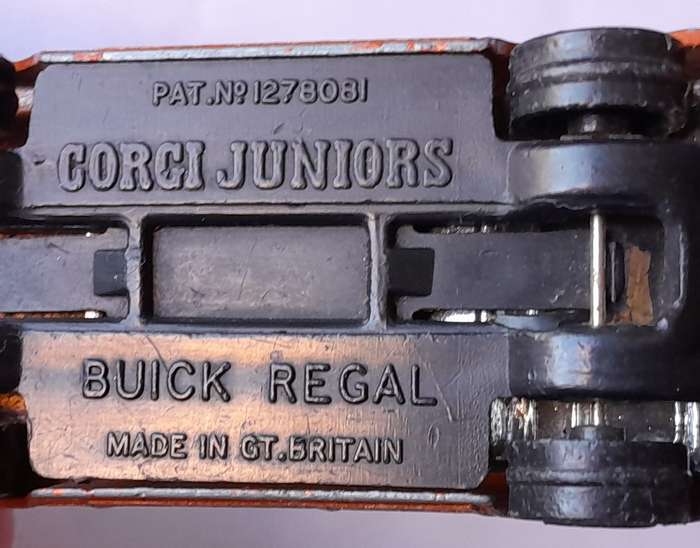 PAT.Nº 1278081
CORGI JUNIORS
BUICK REGAL
MADE IN GT.BRITAIN